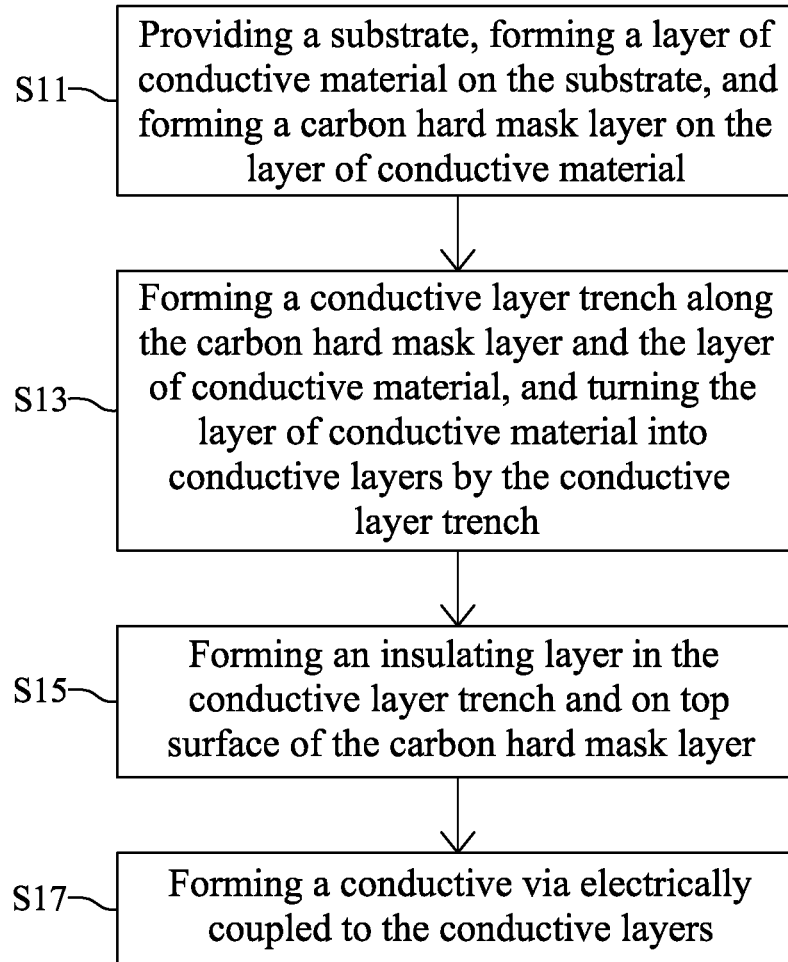 S11
Providing a substrate, forming a layer of
conductive material on the substrate, and
forming a carbon hard mask layer on the
layer of conductive material
S13
Forming a conductive layer trench along
the carbon hard mask layer and the layer
of conductive material, and turning the
layer of conductive material into
conductive layers by the conductive
layer trench
S15
Forming an insulating layer in the
conductive layer trench and on top
surface of the carbon hard mask layer
S17
Forming a conductive via electrically
coupled to the conductive layers